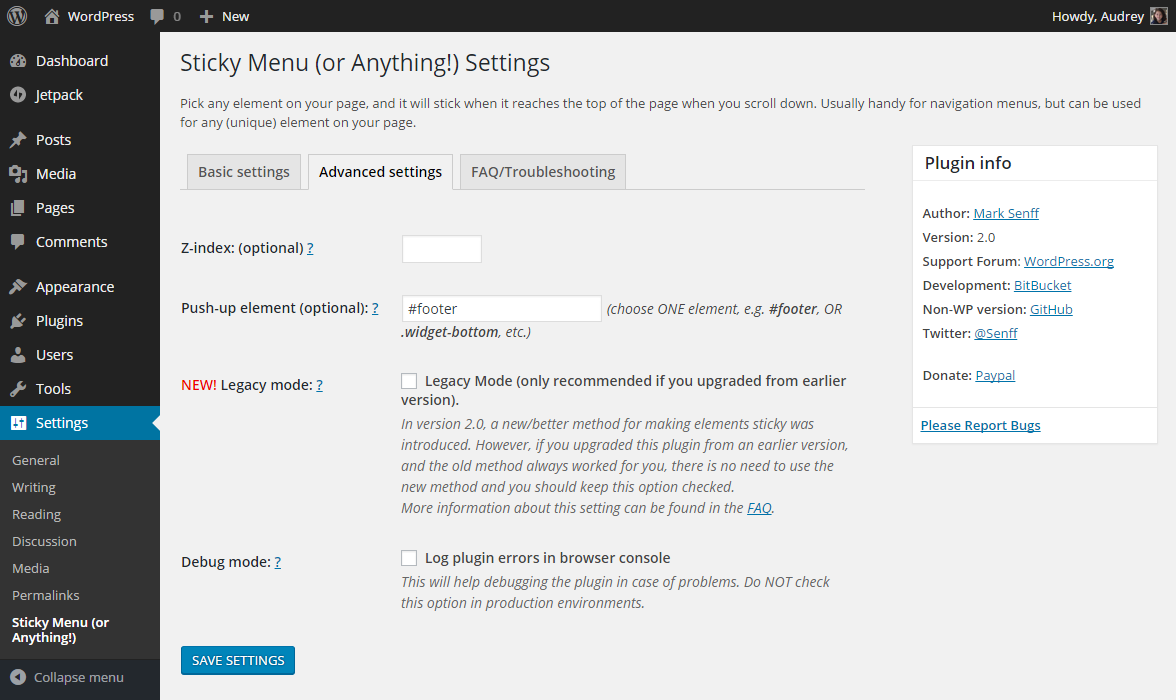 WordPress 0 New Howdy, Audrey
Dashboard
Jetpack
Posts
Media
Pages
Comments
Appearance
Plugins
Users
Tools
Settings
General
Writing
Reading
Discussion
Media
Permalinks
Sticky Menu (or
Anything!)
Collapse menu
Sticky Menu (or Anything!) Settings
Pick any element on your page, and it will stick when it reaches the top of the page when you scroll down. Usually handy for navigation menus, but can be used
for any (unique) element on your page.
Basic settings Advanced settings FAQ/Troubleshooting
Z-index: (optional) ?
Push-up element (optional): ? #footer (choose ONE element, e.g. #footer, OR
.widget-bottom, etc.)
NEW! Legacy mode: ? Legacy Mode (only recommended if you upgraded from earlier
version).
In version 2.0, a new/better method for making elements sticky was
introduced. However, if you upgraded this plugin from an earlier version,
and the old method always worked for you, there is no need to use the
new method and you should keep this option checked.
More information about this setting can be found in the FAQ.
Debug mode: ? Log plugin errors in browser console
This will help debugging the plugin in case of problems. Do NOT check
this option in production environments.
SAVE SETTINGS
Plugin info
Author: Mark Senff
Version: 2.0
Support Forum: WordPress.org
Development: BitBucket
Non-WP version: GitHub
Twitter: @Senff
Donate: Paypal
Please Report Bugs